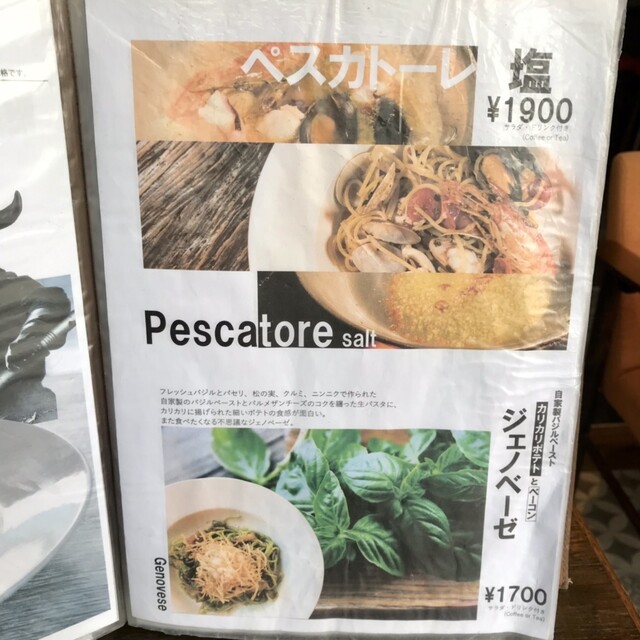 格です。
ペスカトーレ
塩
¥1900
サラダ・ドリンク付き
(Coffee or Tea)
Pescatore salt
フレッシュバジルとパセリ、松の実、クルミ、ニンニクで作られた
自家製のバジルペーストとパルメザンチーズのコクを纏った生パスタに、
カリカリに揚げられた細いポテトの食感が面白い。
また食べたくなる不思議なジェノベーゼ。
自家製バジルペースト
カリカリポテトとベーコン
ジェノベーゼ
Genovese
¥1700
サラダ・ドリンク付き
(Coffee or Tea)